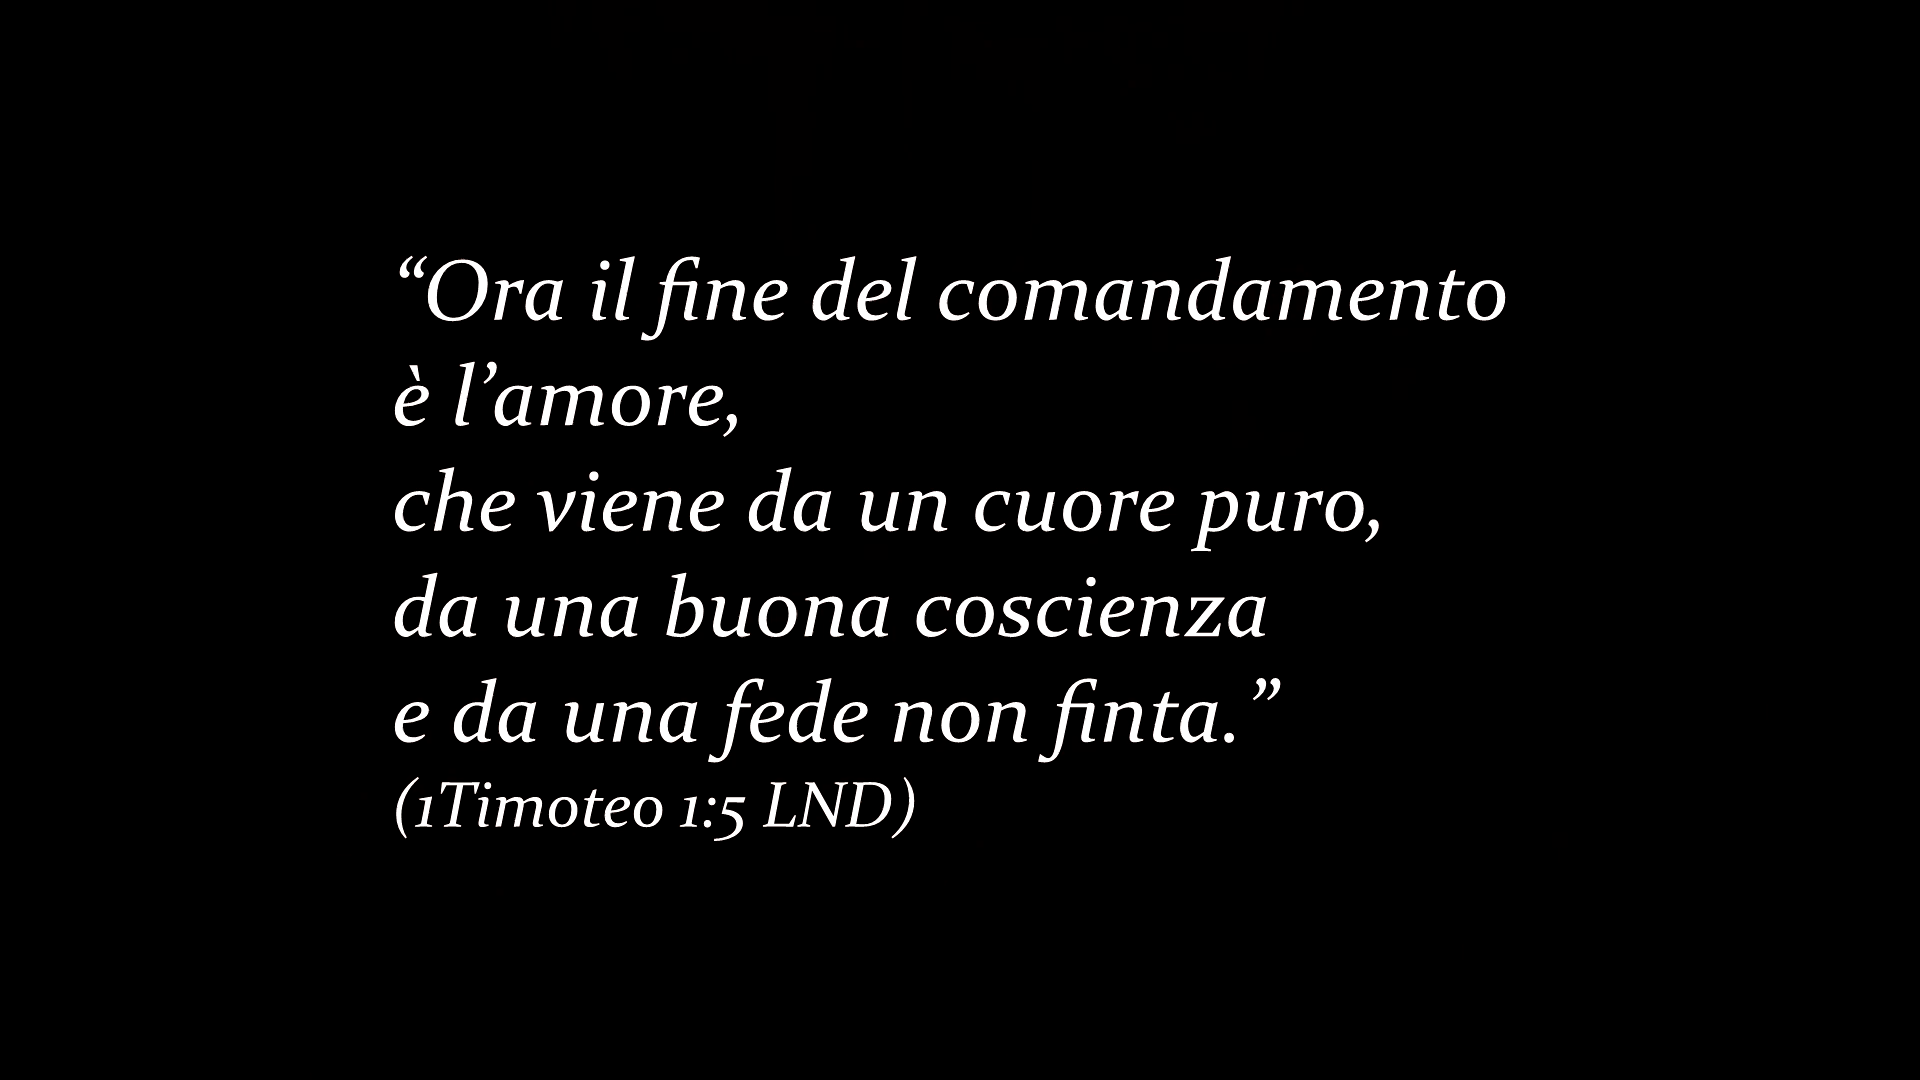 “Ora il fine del comandamento
è l’amore,
che viene da un cuore puro,
da una buona coscienza
e da una fede non finta.”
(1Timoteo 1:5 LND)